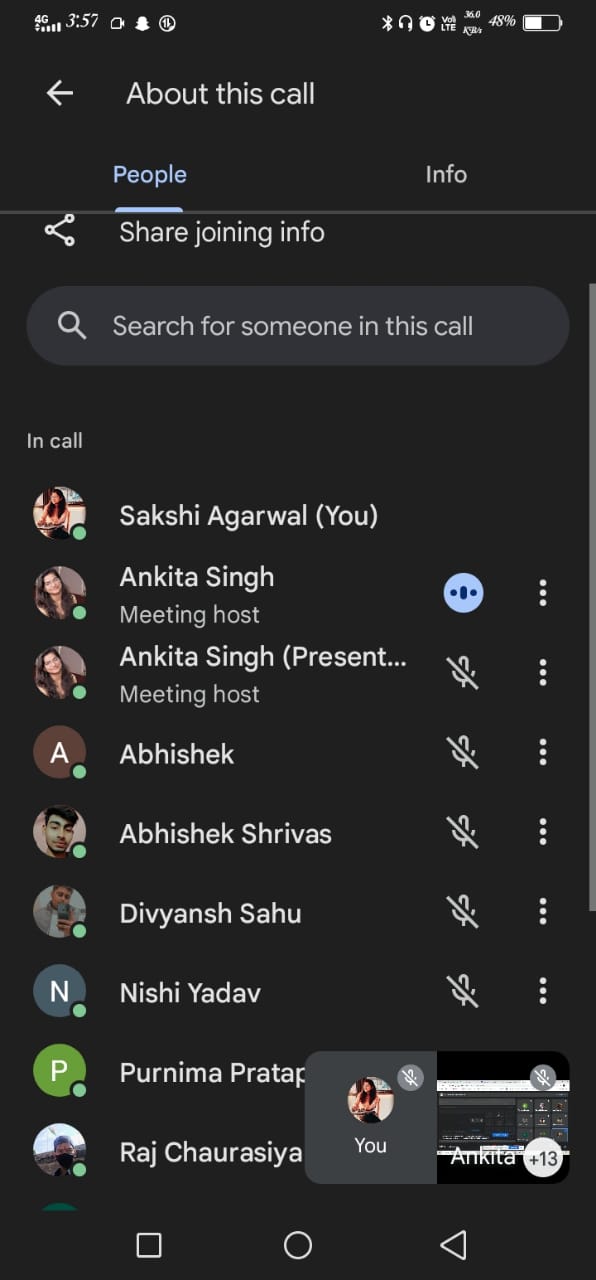 4G 3:57 Vo)) LTE 36.0 KB/s 48%
About this call
People Info
Share joining info
Search for someone in this call
In call
Sakshi Agarwal (You)
Ankita Singh
Meeting host
Ankita Singh (Present...
Meeting host
A Abhishek
Abhishek Shrivas
Divyansh Sahu
N Nishi Yadav
P Purnima Pratap
Raj Chaurasiya
You
Ankita +13